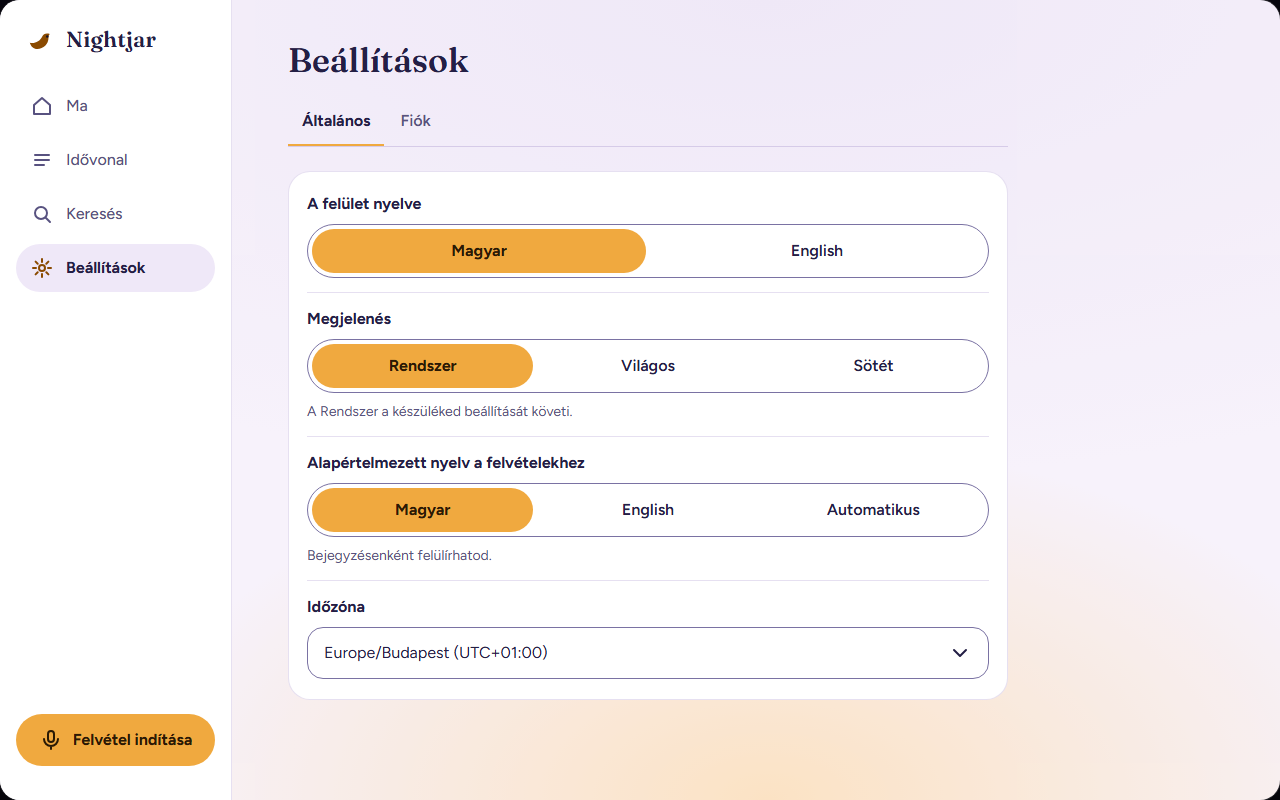 Nightjar
Ma
Idővonal
Keresés
Beállítások
Felvétel indítása
Beállítások
Általános
Fiók
A felület nyelve
Magyar
English
Megjelenés
Rendszer
Világos
Sötét
A Rendszer a készüléked beállítását követi.
Alapértelmezett nyelv a felvételekhez
Magyar
English
Automatikus
Bejegyzésenként felülírhatod.
Időzóna
Europe/Budapest (UTC+01:00)